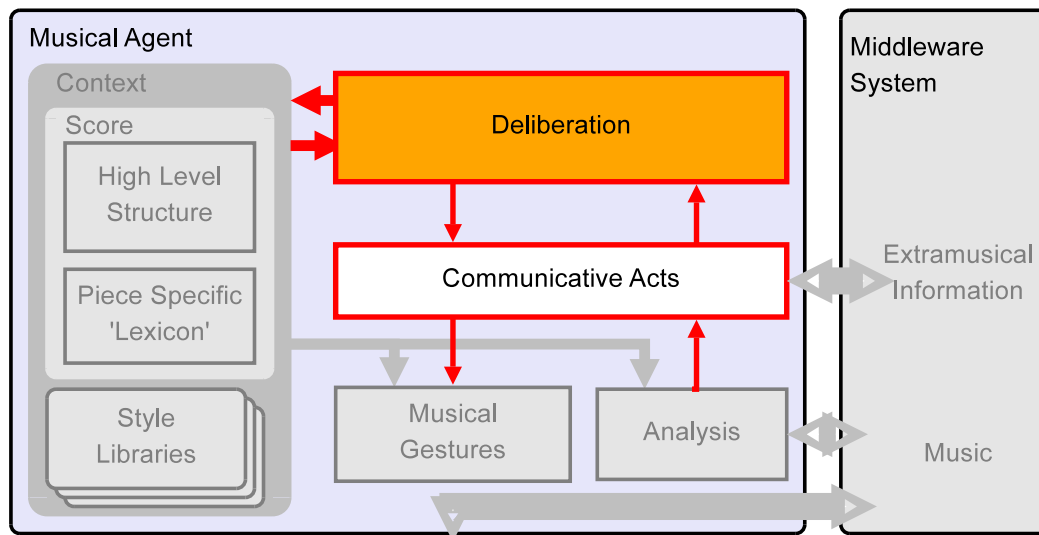 Musical Agent
Context
Score
High Level
Structure
Piece Specific
'Lexicon'
Style
Libraries
Deliberation
Communicative Acts
Musical
Gestures
Analysis
Middleware
System
Extramusical
Information
Music